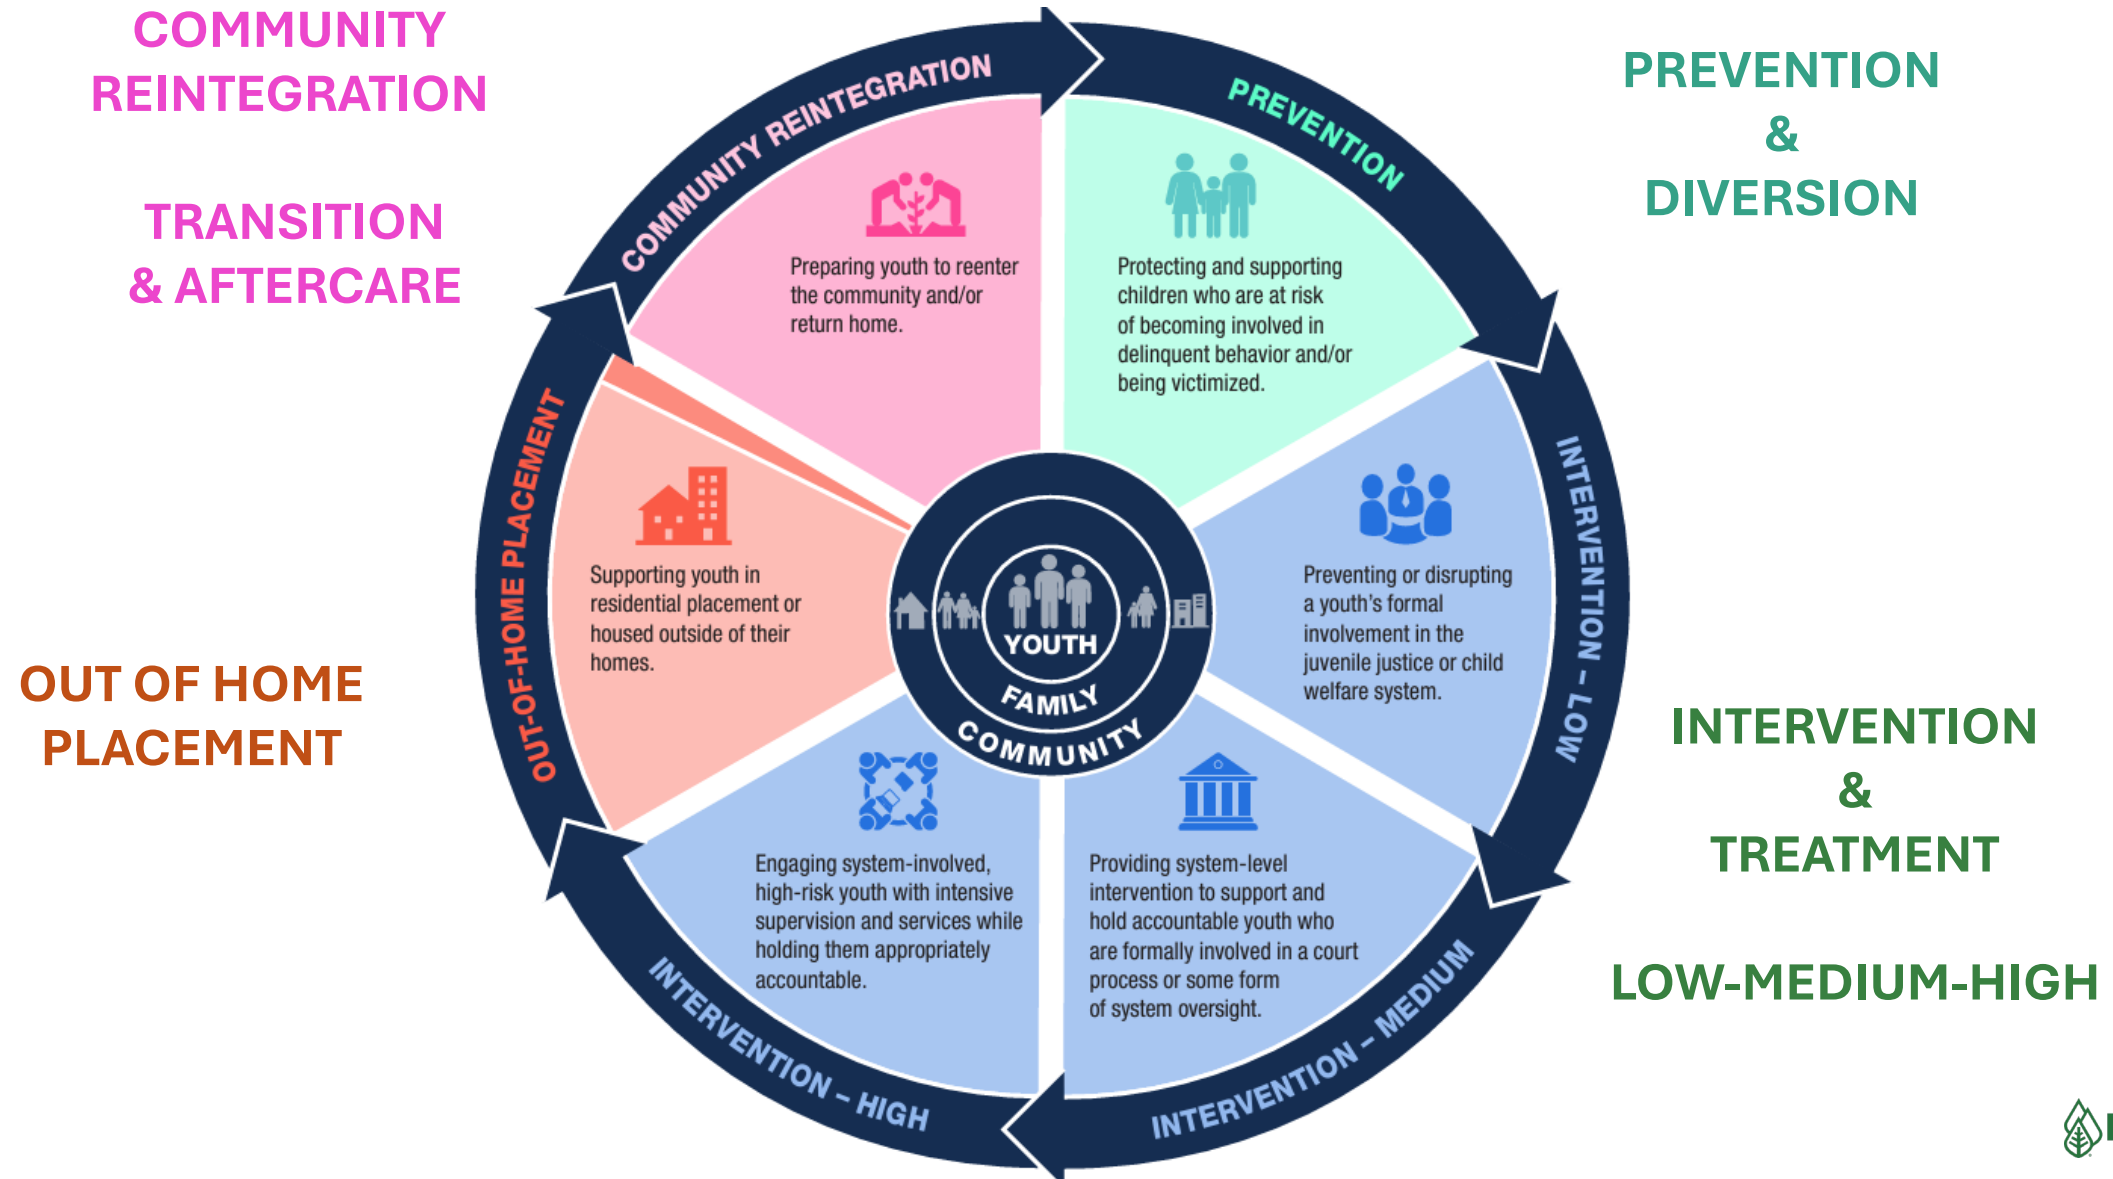 COMMUNITY
REINTEGRATION
TRANSITION
& AFTERCARE
OUT OF HOME
PLACEMENT
PREVENTION
&
DIVERSION
INTERVENTION
&
TREATMENT
LOW-MEDIUM-HIGH
COMMUNITY REINTEGRATION
Preparing youth to reenter
the community and/or
return home.
PREVENTION
Protecting and supporting
children who are at risk
of becoming involved in
delinquent behavior and/or
being victimized.
INTERVENTION – LOW
Preventing or disrupting
a youth's formal
involvement in the
juvenile justice or child
welfare system.
INTERVENTION – MEDIUM
Providing system-level
intervention to support and
hold accountable youth who
are formally involved in a court
process or some form
of system oversight.
INTERVENTION – HIGH
Engaging system-involved,
high-risk youth with intensive
supervision and services while
holding them appropriately
accountable.
OUT-OF-HOME PLACEMENT
Supporting youth in
residential placement or
housed outside of their
homes.
YOUTH
FAMILY
COMMUNITY